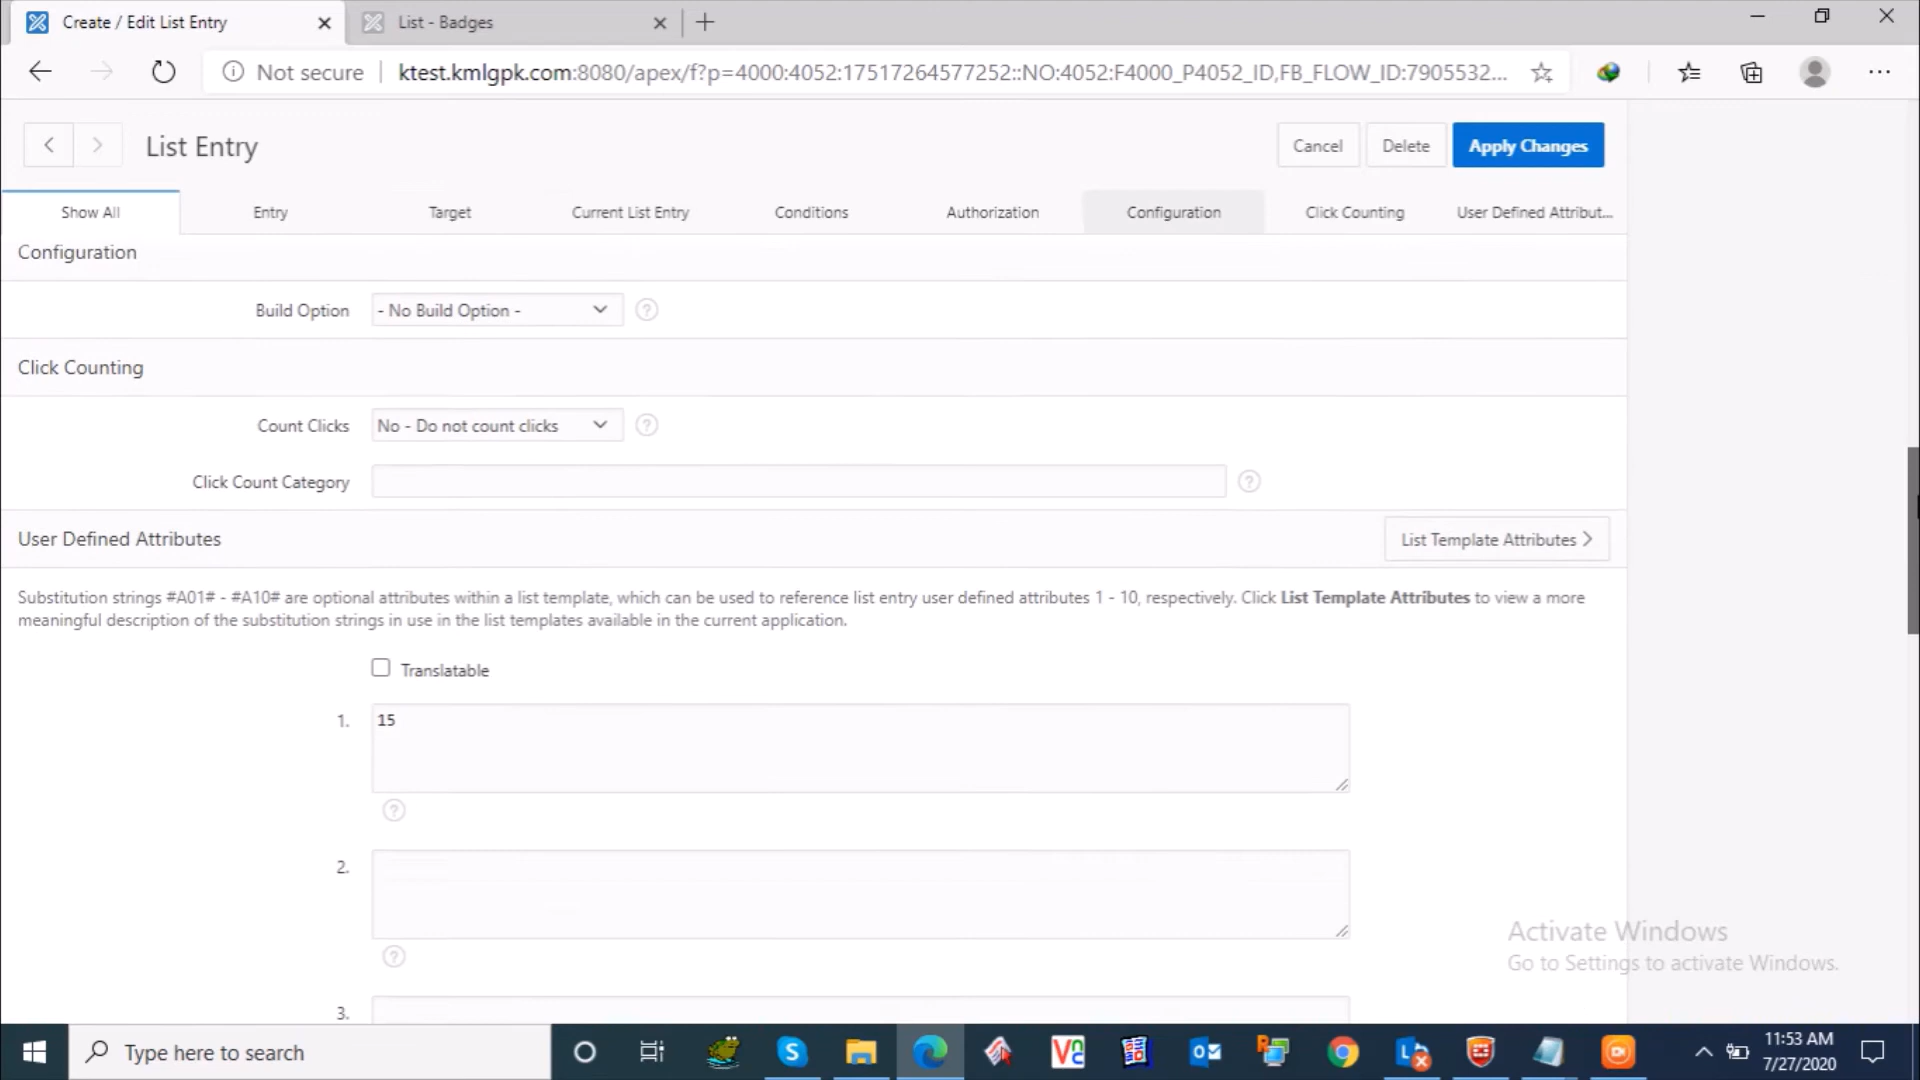 Create / Edit List Entry
List - Badges
Not secure
ktest.kmlgpk.com:8080/apex/f?p=4000:4052:17517264577252::NO:4052:F4000_P4052_ID,FB_FLOW_ID:7905532...
List Entry
Cancel
Delete
Apply Changes
Show All
Entry
Target
Current List Entry
Conditions
Authorization
Configuration
Click Counting
User Defined Attribut...
Configuration
Build Option
- No Build Option -
Click Counting
Count Clicks
No - Do not count clicks
Click Count Category
User Defined Attributes
List Template Attributes
Substitution strings #A01# - #A10# are optional attributes within a list template, which can be used to reference list entry user defined attributes 1 - 10, respectively. Click List Template Attributes to view a more
meaningful description of the substitution strings in use in the list templates available in the current application.
Translatable
1.
15
2.
3.
Activate Windows
Go to Settings to activate Windows.
Type here to search
11:53 AM
7/27/2020